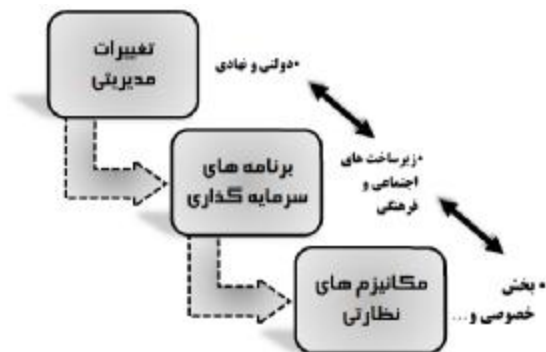 تغییرات
مدیریتی
•دولتی و نهادی
برنامه های
سرمایه گذاری
•زیرساخت های
اجتماعی و
فرهنگی
مکانیزم های
نظارتی
•بخش
خصوصی و...